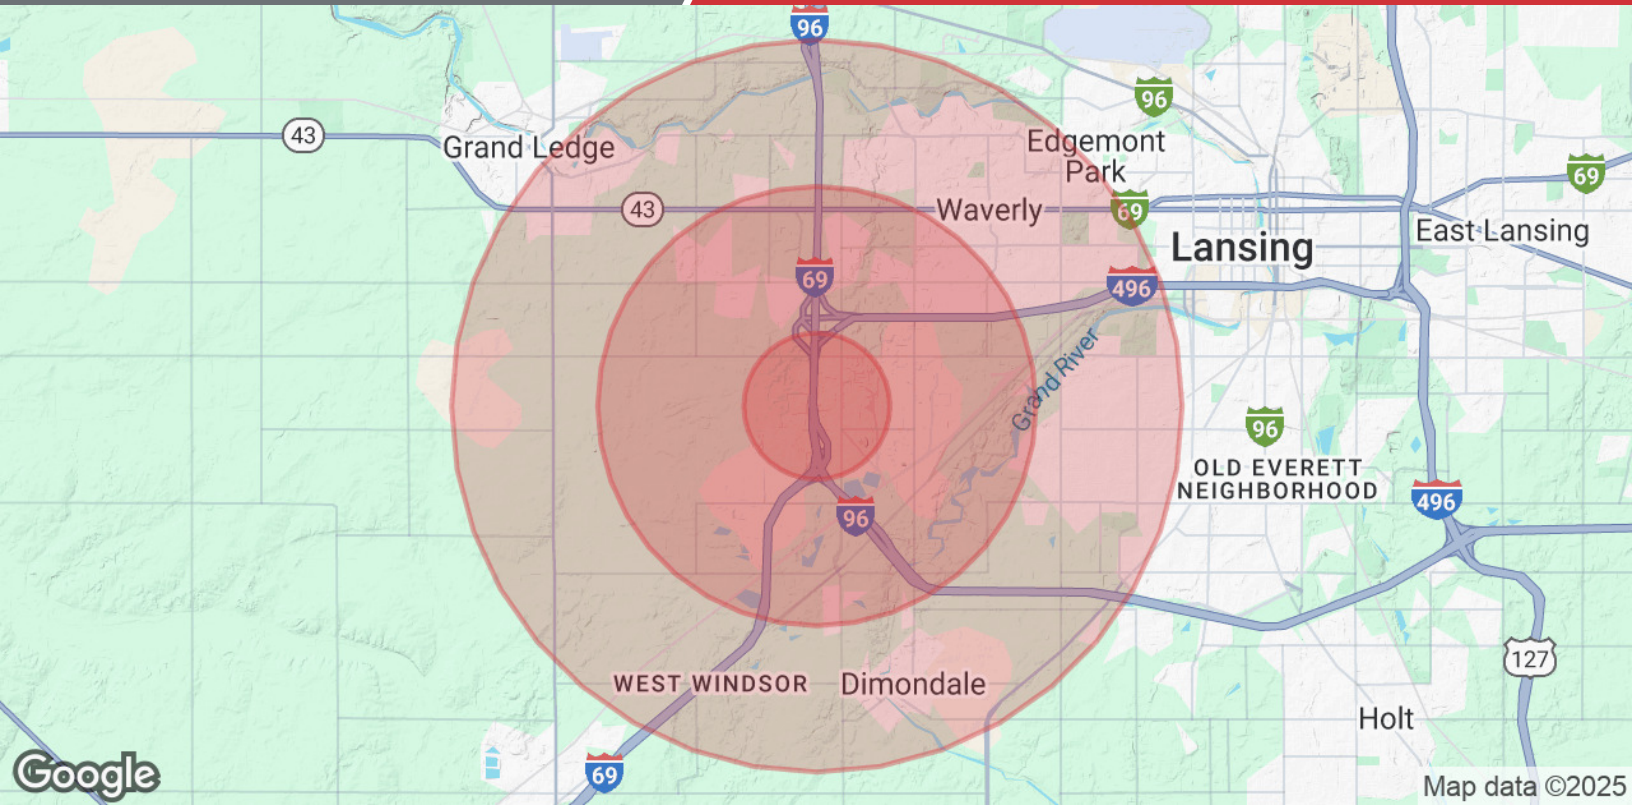 96
96
43
Grand Ledge
Edgemont
Park
69
43
Waverly
69
Lansing
East Lansing
69
496
Grand River
96
OLD EVERETT
NEIGHBORHOOD
496
96
127
WEST WINDSOR
Dimondale
Holt
69
Google
Map data ©2025